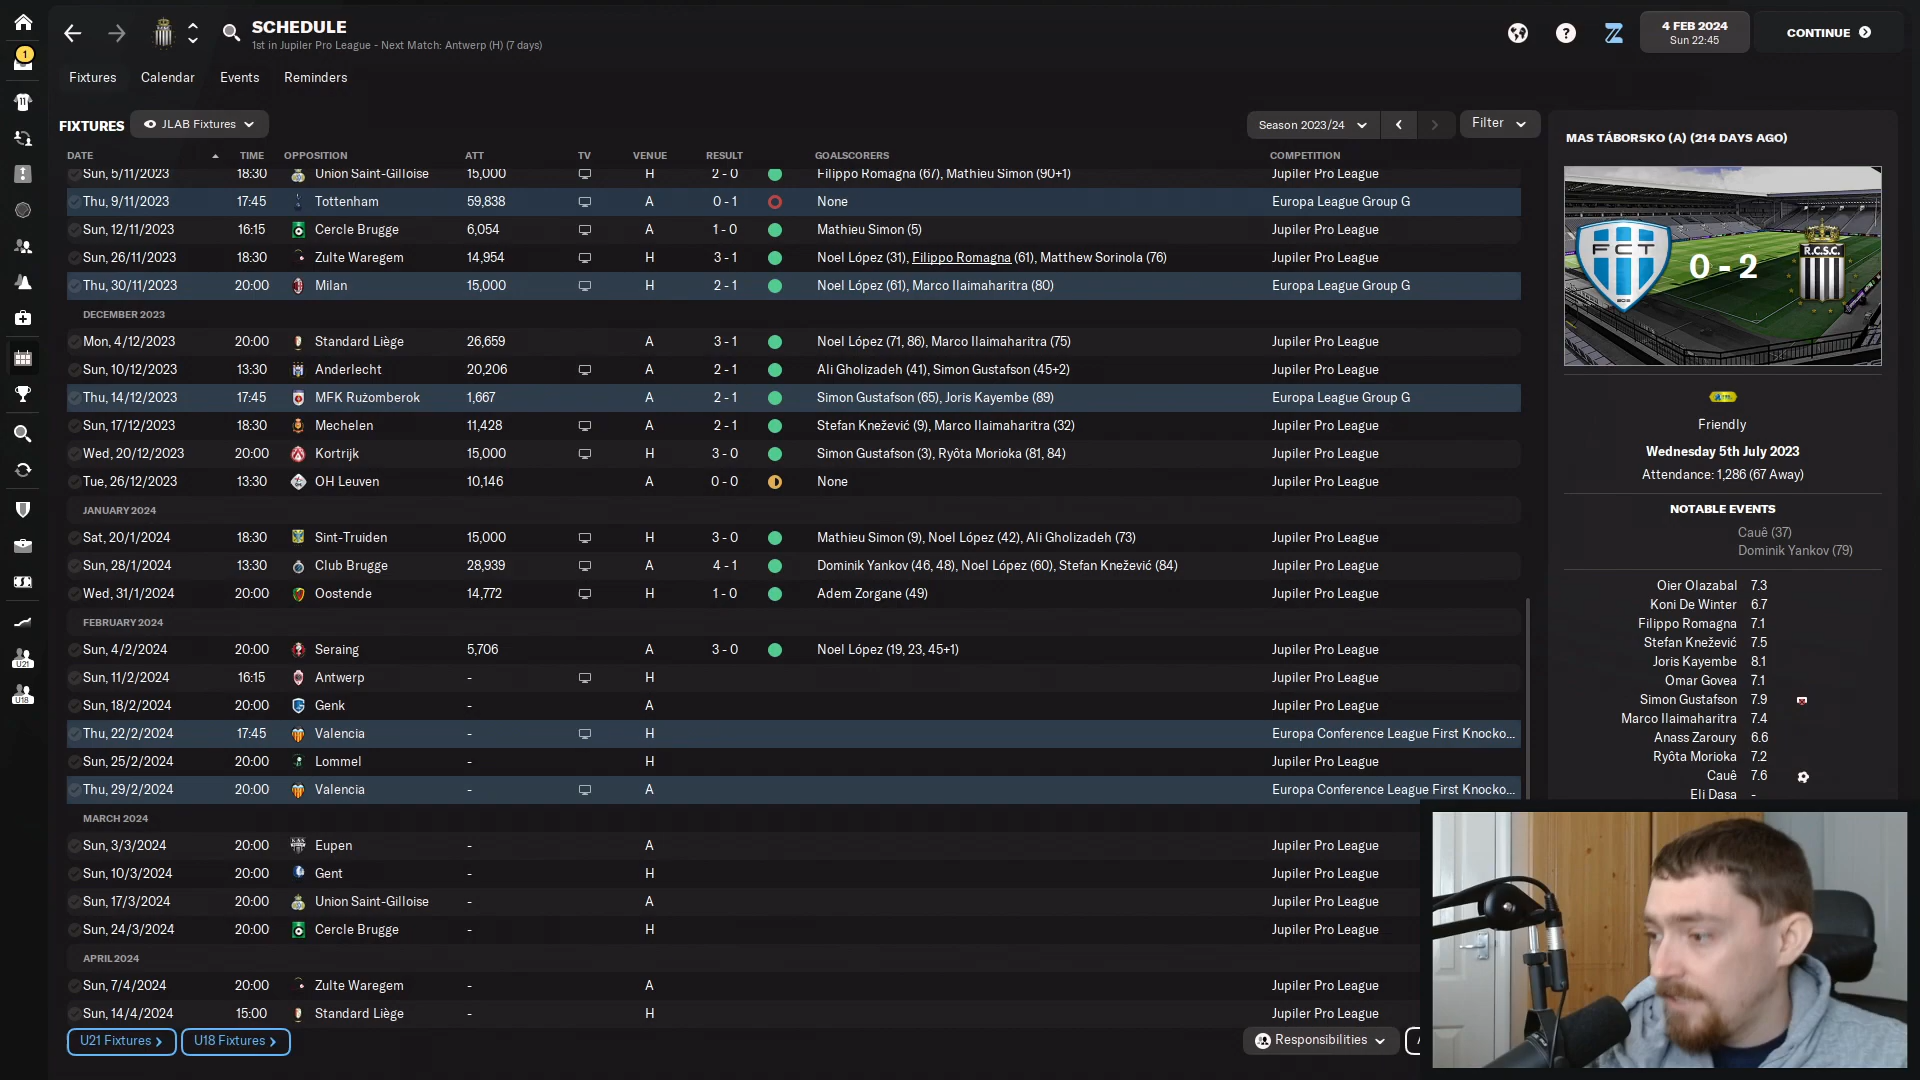 SCHEDULE
1st in Jupiler Pro League - Next Match: Antwerp (H) (7 days)
4 FEB 2024
Sun 22:45
CONTINUE
1
Fixtures Calendar Events Reminders
FIXTURES JLAB Fixtures Season 2023/24 Filter
DATE TIME OPPOSITION ATT TV VENUE RESULT GOALSCORERS COMPETITION
Sun, 5/11/2023 18:30 Union Saint-Gilloise 15,000 H 2 - 0 Filippo Romagna (67), Mathieu Simon (90+1) Jupiler Pro League
Thu, 9/11/2023 17:45 Tottenham 59,838 A 0 - 1 None Europa League Group G
Sun, 12/11/2023 16:15 Cercle Brugge 6,054 A 1 - 0 Mathieu Simon (5) Jupiler Pro League
Sun, 26/11/2023 18:30 Zulte Waregem 14,954 H 3 - 1 Noel López (31), Filippo Romagna (61), Matthew Sorinola (76) Jupiler Pro League
Thu, 30/11/2023 20:00 Milan 15,000 H 2 - 1 Noel López (61), Marco Ilaimaharitra (80) Europa League Group G
DECEMBER 2023
Mon, 4/12/2023 20:00 Standard Liège 26,659 A 3 - 1 Noel López (71, 86), Marco Ilaimaharitra (75) Jupiler Pro League
Sun, 10/12/2023 13:30 Anderlecht 20,206 A 2 - 1 Ali Gholizadeh (41), Simon Gustafson (45+2) Jupiler Pro League
Thu, 14/12/2023 17:45 MFK Ružomberok 1,667 A 2 - 1 Simon Gustafson (65), Joris Kayembe (89) Europa League Group G
Sun, 17/12/2023 18:30 Mechelen 11,428 A 2 - 1 Stefan Knežević (9), Marco Ilaimaharitra (32) Jupiler Pro League
Wed, 20/12/2023 20:00 Kortrijk 15,000 H 3 - 0 Simon Gustafson (3), Ryôta Morioka (81, 84) Jupiler Pro League
Tue, 26/12/2023 13:30 OH Leuven 10,146 A 0 - 0 None Jupiler Pro League
JANUARY 2024
Sat, 20/1/2024 18:30 Sint-Truiden 15,000 H 3 - 0 Mathieu Simon (9), Noel López (42), Ali Gholizadeh (73) Jupiler Pro League
Sun, 28/1/2024 13:30 Club Brugge 28,939 A 4 - 1 Dominik Yankov (46, 48), Noel López (60), Stefan Knežević (84) Jupiler Pro League
Wed, 31/1/2024 20:00 Oostende 14,772 H 1 - 0 Adem Zorgane (49) Jupiler Pro League
FEBRUARY 2024
Sun, 4/2/2024 20:00 Seraing 5,706 A 3 - 0 Noel López (19, 23, 45+1) Jupiler Pro League
Sun, 11/2/2024 16:15 Antwerp - H Jupiler Pro League
Sun, 18/2/2024 20:00 Genk - A Jupiler Pro League
Thu, 22/2/2024 17:45 Valencia - H Europa Conference League First Knocko...
Sun, 25/2/2024 20:00 Lommel - H Jupiler Pro League
Thu, 29/2/2024 20:00 Valencia - A Europa Conference League First Knocko...
MARCH 2024
Sun, 3/3/2024 20:00 Eupen - A Jupiler Pro League
Sun, 10/3/2024 20:00 Gent - H Jupiler Pro League
Sun, 17/3/2024 20:00 Union Saint-Gilloise - A Jupiler Pro League
Sun, 24/3/2024 20:00 Cercle Brugge - H Jupiler Pro League
APRIL 2024
Sun, 7/4/2024 20:00 Zulte Waregem - A Jupiler Pro League
Sun, 14/4/2024 15:00 Standard Liège - H Jupiler Pro League
U21 Fixtures U18 Fixtures Responsibilities
U21
U18
MAS TÁBORSKO (A) (214 DAYS AGO)
FCT
R.C.S.C.
0 - 2
Friendly
Wednesday 5th July 2023
Attendance: 1,286 (67 Away)
NOTABLE EVENTS
Cauê (37)
Dominik Yankov (79)
Oier Olazabal 7.3
Koni De Winter 6.7
Filippo Romagna 7.1
Stefan Knežević 7.5
Joris Kayembe 8.1
Omar Govea 7.1
Simon Gustafson 7.9
Marco Ilaimaharitra 7.4
Anass Zaroury 6.6
Ryôta Morioka 7.2
Cauê 7.6
Eli Dasa -